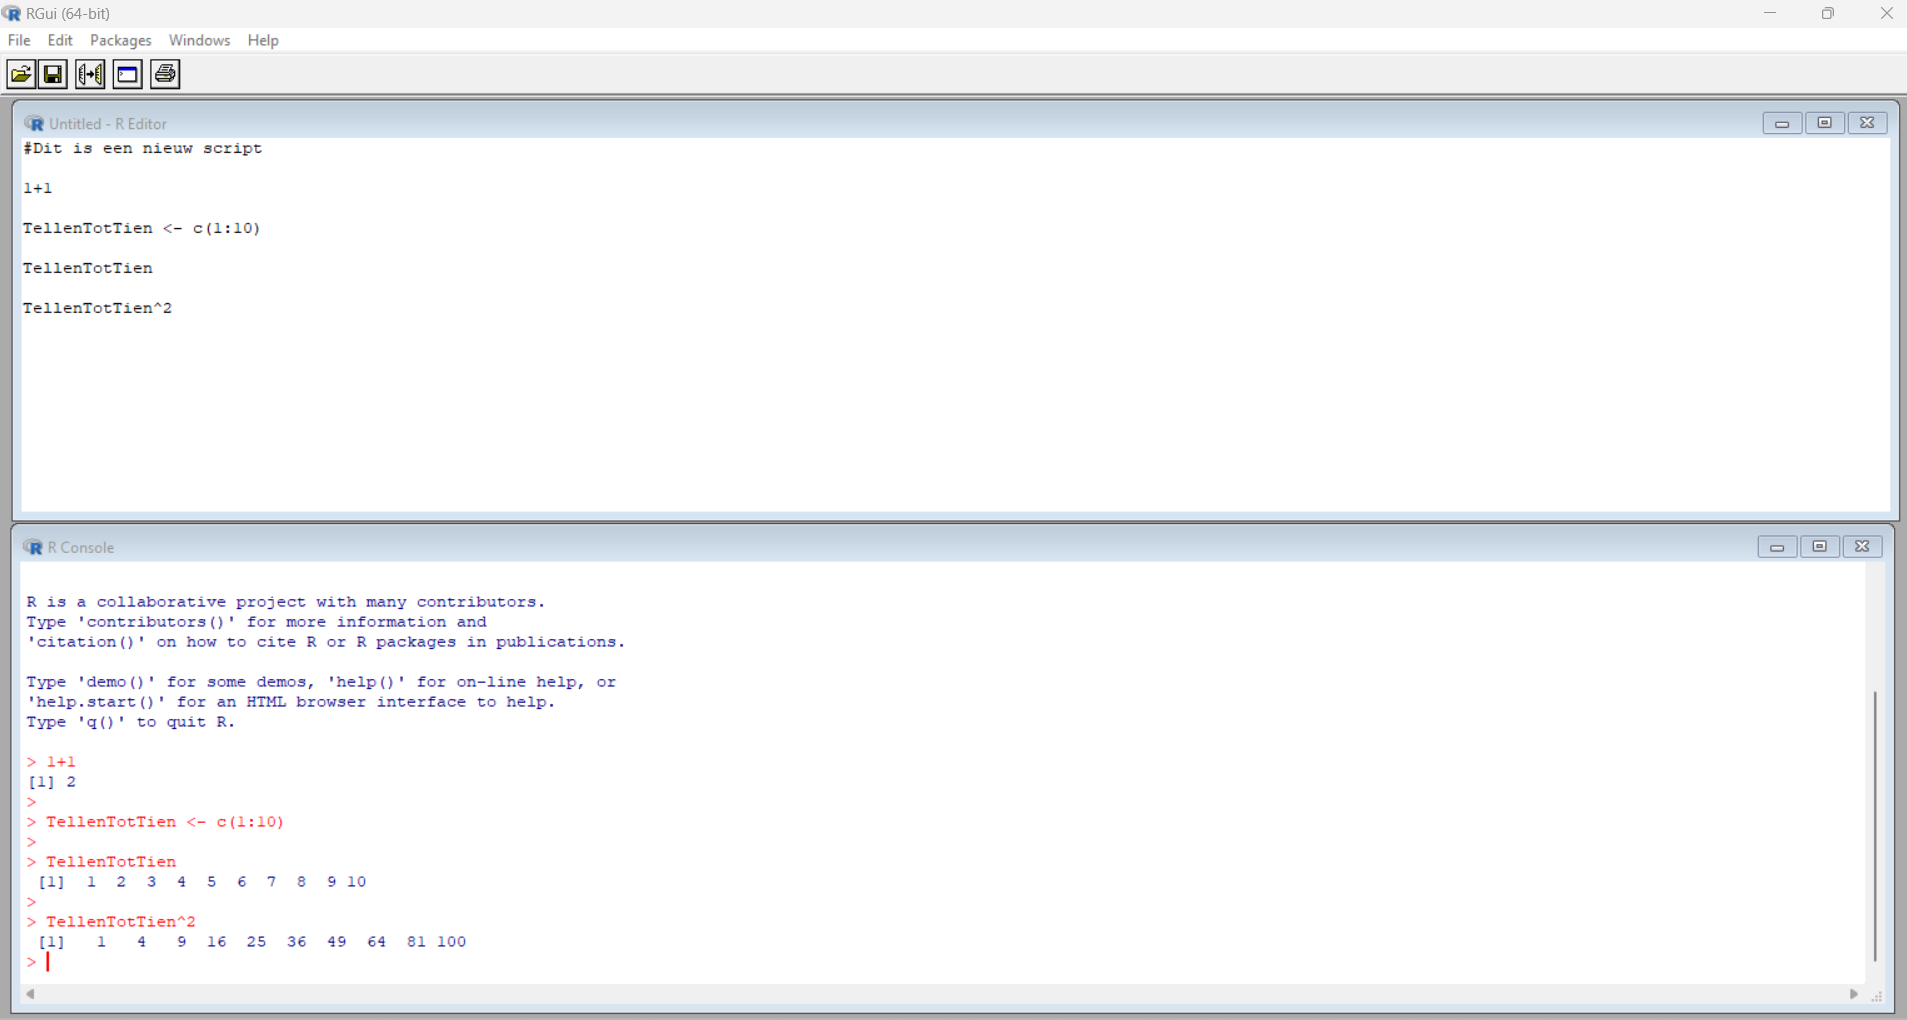 RGui (64-bit)
File Edit Packages Windows Help
Untitled - R Editor
#Dit is een nieuw script
1+1
TellenTotTien <- c(1:10)
TellenTotTien
TellenTotTien^2
R Console
R is a collaborative project with many contributors.
Type 'contributors()' for more information and
'citation()' on how to cite R or R packages in publications.
Type 'demo()' for some demos, 'help()' for on-line help, or
'help.start()' for an HTML browser interface to help.
Type 'q()' to quit R.
> 1+1
[1] 2
>
> TellenTotTien <- c(1:10)
>
> TellenTotTien
[1] 1 2 3 4 5 6 7 8 9 10
>
> TellenTotTien^2
[1] 1 4 9 16 25 36 49 64 81 100
>